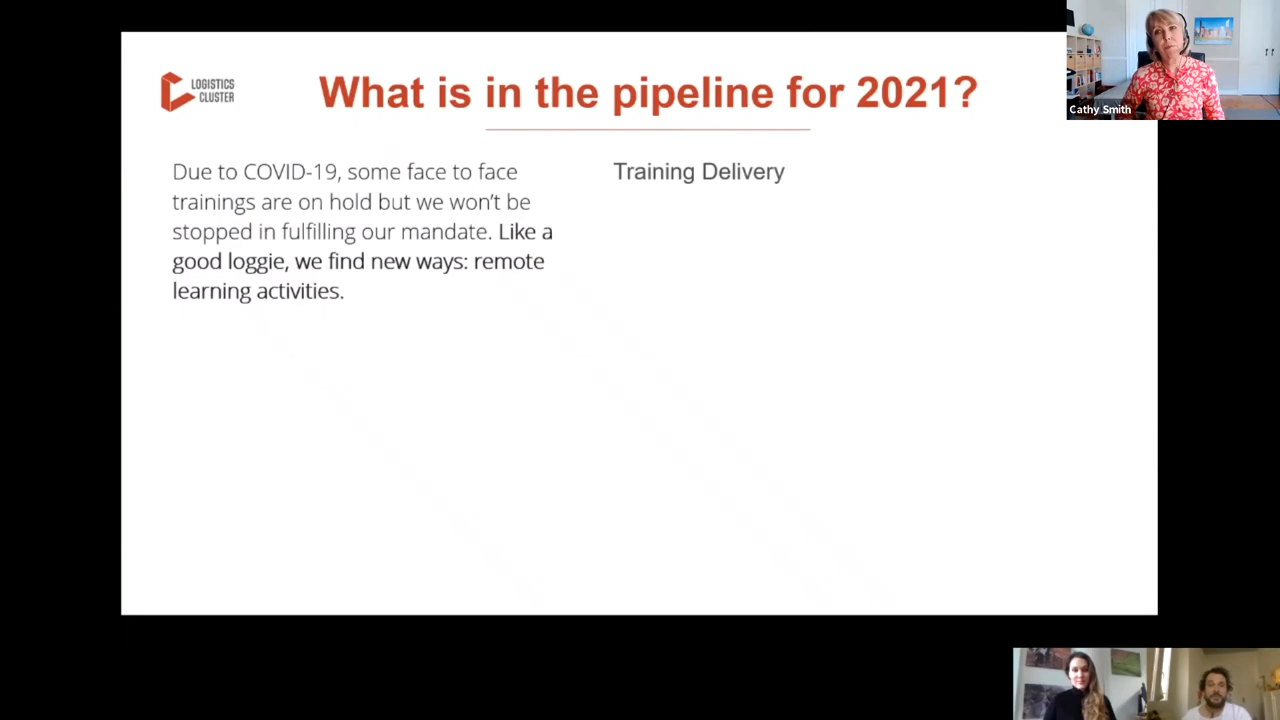 LOGISTICS
CLUSTER
What is in the pipeline for 2021?
Cathy Smith
Due to COVID-19, some face to face
trainings are on hold but we won’t be
stopped in fulfilling our mandate. Like a
good loggie, we find new ways: remote
learning activities.
Training Delivery